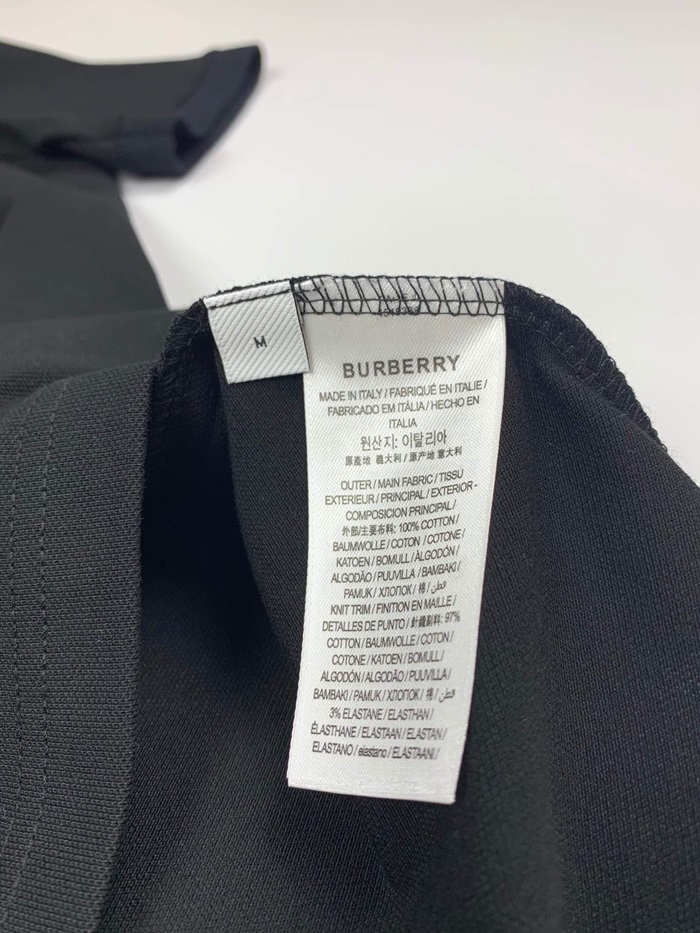 M
BURBERRY
MADE IN ITALY / FABRIQUÉ EN ITALIE /
FABRICADO EM ITÁLIA / HECHO EN
ITALIA
원산지: 이탈리아
原產地 義大利 / 原产地 意大利
OUTER / MAIN FABRIC / TISSU
EXTERIEUR / PRINCIPAL / EXTERIOR -
COMPOSICION PRINCIPAL /
外部/主要布料: 100% COTTON /
BAUMWOLLE / COTON / COTONE /
KATOEN / BOMULL / ALGODÓN /
ALGODÃO / PUUVILLA / BAMBAKI /
PAMUK / ХЛОПОК / 棉 / قطن /
KNIT TRIM / FINITION EN MAILLE /
DETALLES DE PUNTO / 針織副料: 97%
COTTON / BAUMWOLLE / COTON /
COTONE / KATOEN / BOMULL /
ALGODÓN / ALGODÃO / PUUVILLA /
BAMBAKI / PAMUK / ХЛОПОК / 棉 / قطن /
3% ELASTANE / ELASTHAN /
ÉLASTHANE / ELASTAAN / ELASTAN /
ELASTANO / elastano / ELASTAANI /